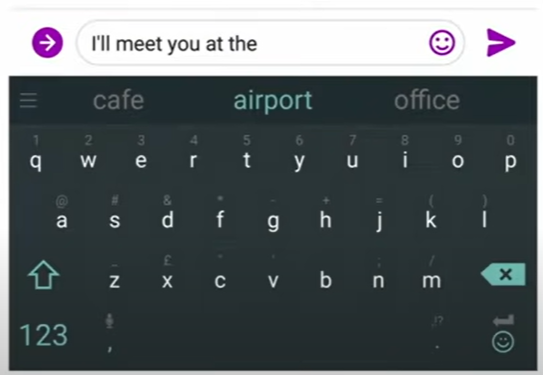 I'll meet you at the
cafe airport office
1 2 3 4 5 6 7 8 9 0
q w e r t y u i o p
@ # & * - + = ( )
a s d f g h j k l
_ £ " ' : ; /
z x c v b n m
123 , !? .